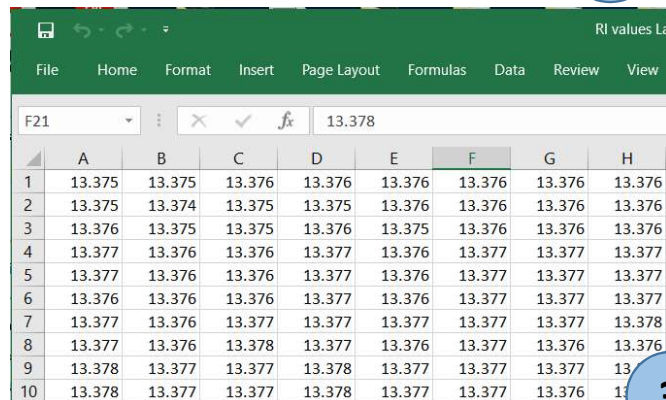 RI values La
File Home Format Insert Page Layout Formulas Data Review View
F21 fx 13.378
A B C D E F G H
1 13.375 13.375 13.376 13.376 13.376 13.376 13.376 13.376
2 13.375 13.374 13.375 13.375 13.376 13.376 13.376 13.376
3 13.376 13.375 13.375 13.376 13.375 13.376 13.376 13.376
4 13.377 13.376 13.376 13.377 13.376 13.377 13.377 13.377
5 13.377 13.376 13.376 13.377 13.376 13.377 13.377 13.377
6 13.376 13.376 13.376 13.376 13.376 13.377 13.377 13.377
7 13.377 13.376 13.377 13.377 13.376 13.377 13.377 13.378
8 13.377 13.376 13.378 13.377 13.376 13.377 13.376 13.376
9 13.378 13.377 13.377 13.378 13.377 13.377 13.377
10 13.378 13.377 13.377 13.378 13.377 13.377 13.376